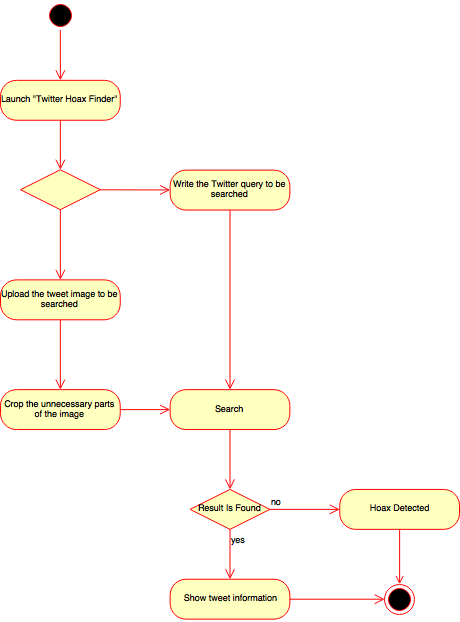 Launch "Twitter Hoax Finder"
Write the Twitter query to be
searched
Upload the tweet image to be
searched
Crop the unnecessary parts
of the image
Search
Result Is Found
no
Hoax Detected
yes
Show tweet information